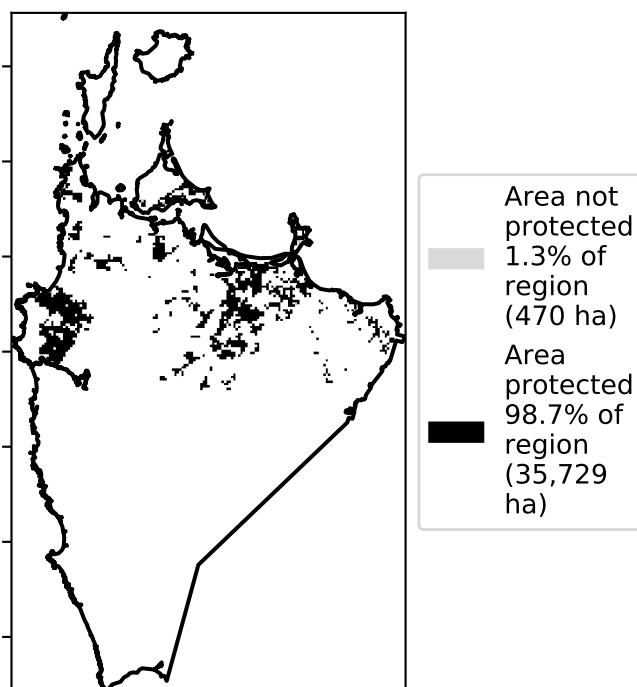 Area not
protected
1.3% of
region
(470 ha)
Area
protected
98.7% of
region
(35,729
ha)